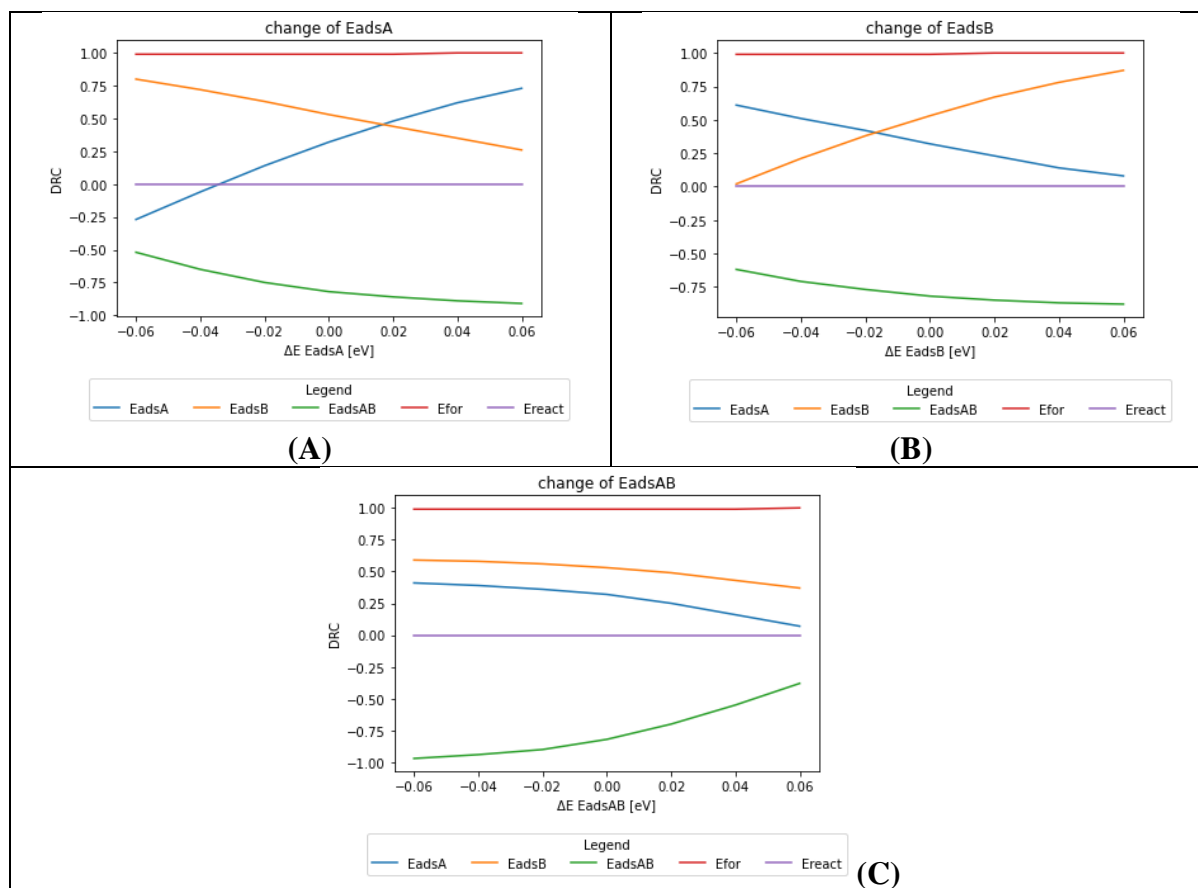 change of EadsA
1.00
0.75
0.50
0.25
0.00
−0.25
−0.50
−0.75
−1.00
DRC
−0.06 −0.04 −0.02 0.00 0.02 0.04 0.06
ΔE EadsA [eV]
Legend
EadsA EadsB EadsAB Efor Ereact
(A)
change of EadsB
1.00
0.75
0.50
0.25
0.00
−0.25
−0.50
−0.75
DRC
−0.06 −0.04 −0.02 0.00 0.02 0.04 0.06
ΔE EadsB [eV]
Legend
EadsA EadsB EadsAB Efor Ereact
(B)
change of EadsAB
1.00
0.75
0.50
0.25
0.00
−0.25
−0.50
−0.75
−1.00
DRC
−0.06 −0.04 −0.02 0.00 0.02 0.04 0.06
ΔE EadsAB [eV]
Legend
EadsA EadsB EadsAB Efor Ereact
(C)